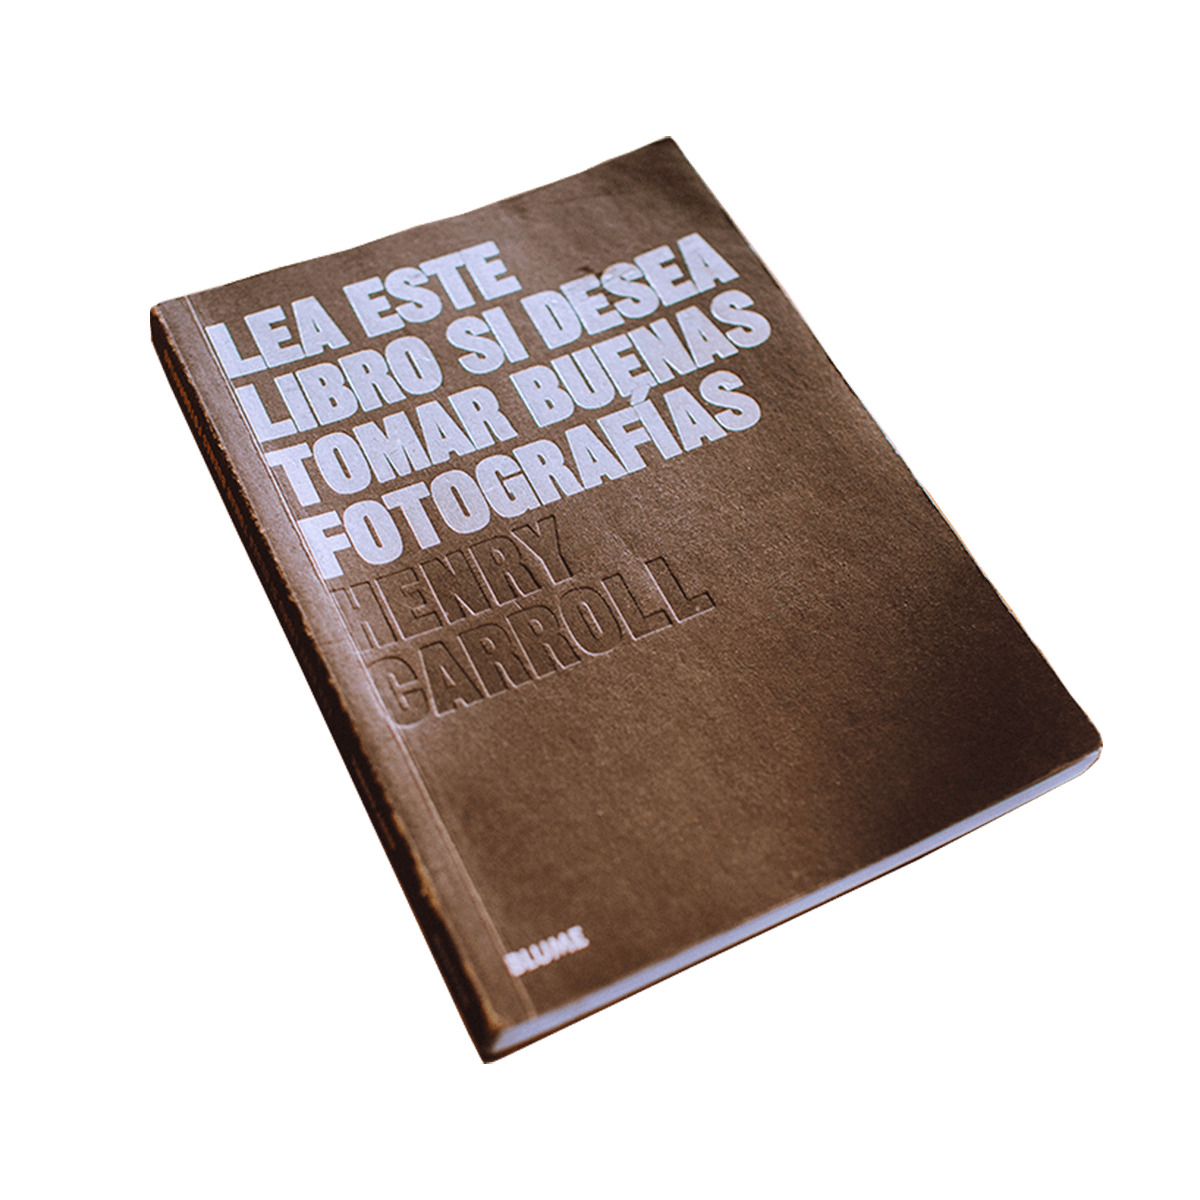 LEA ESTE
LIBRO SI DESEA
TOMAR BUENAS
FOTOGRAFÍAS
HENRY
CARROLL
BLUME